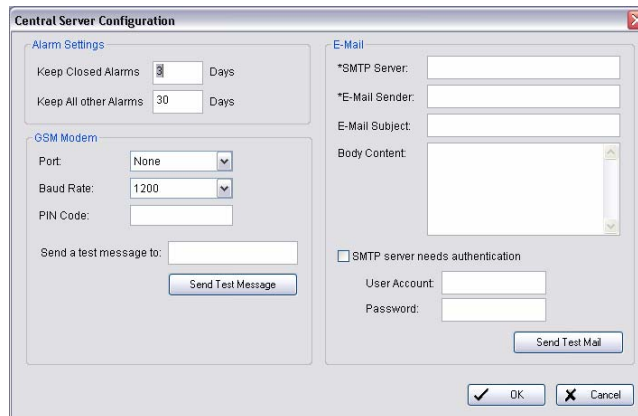 Central Server Configuration
Alarm Settings
Keep Closed Alarms 3 Days
Keep All other Alarms 30 Days
GSM Modem
Port: None
Baud Rate: 1200
PIN Code:
Send a test message to:
Send Test Message
E-Mail
*SMTP Server:
*E-Mail Sender:
E-Mail Subject:
Body Content:
SMTP server needs authentication
User Account:
Password:
Send Test Mail
OK
Cancel